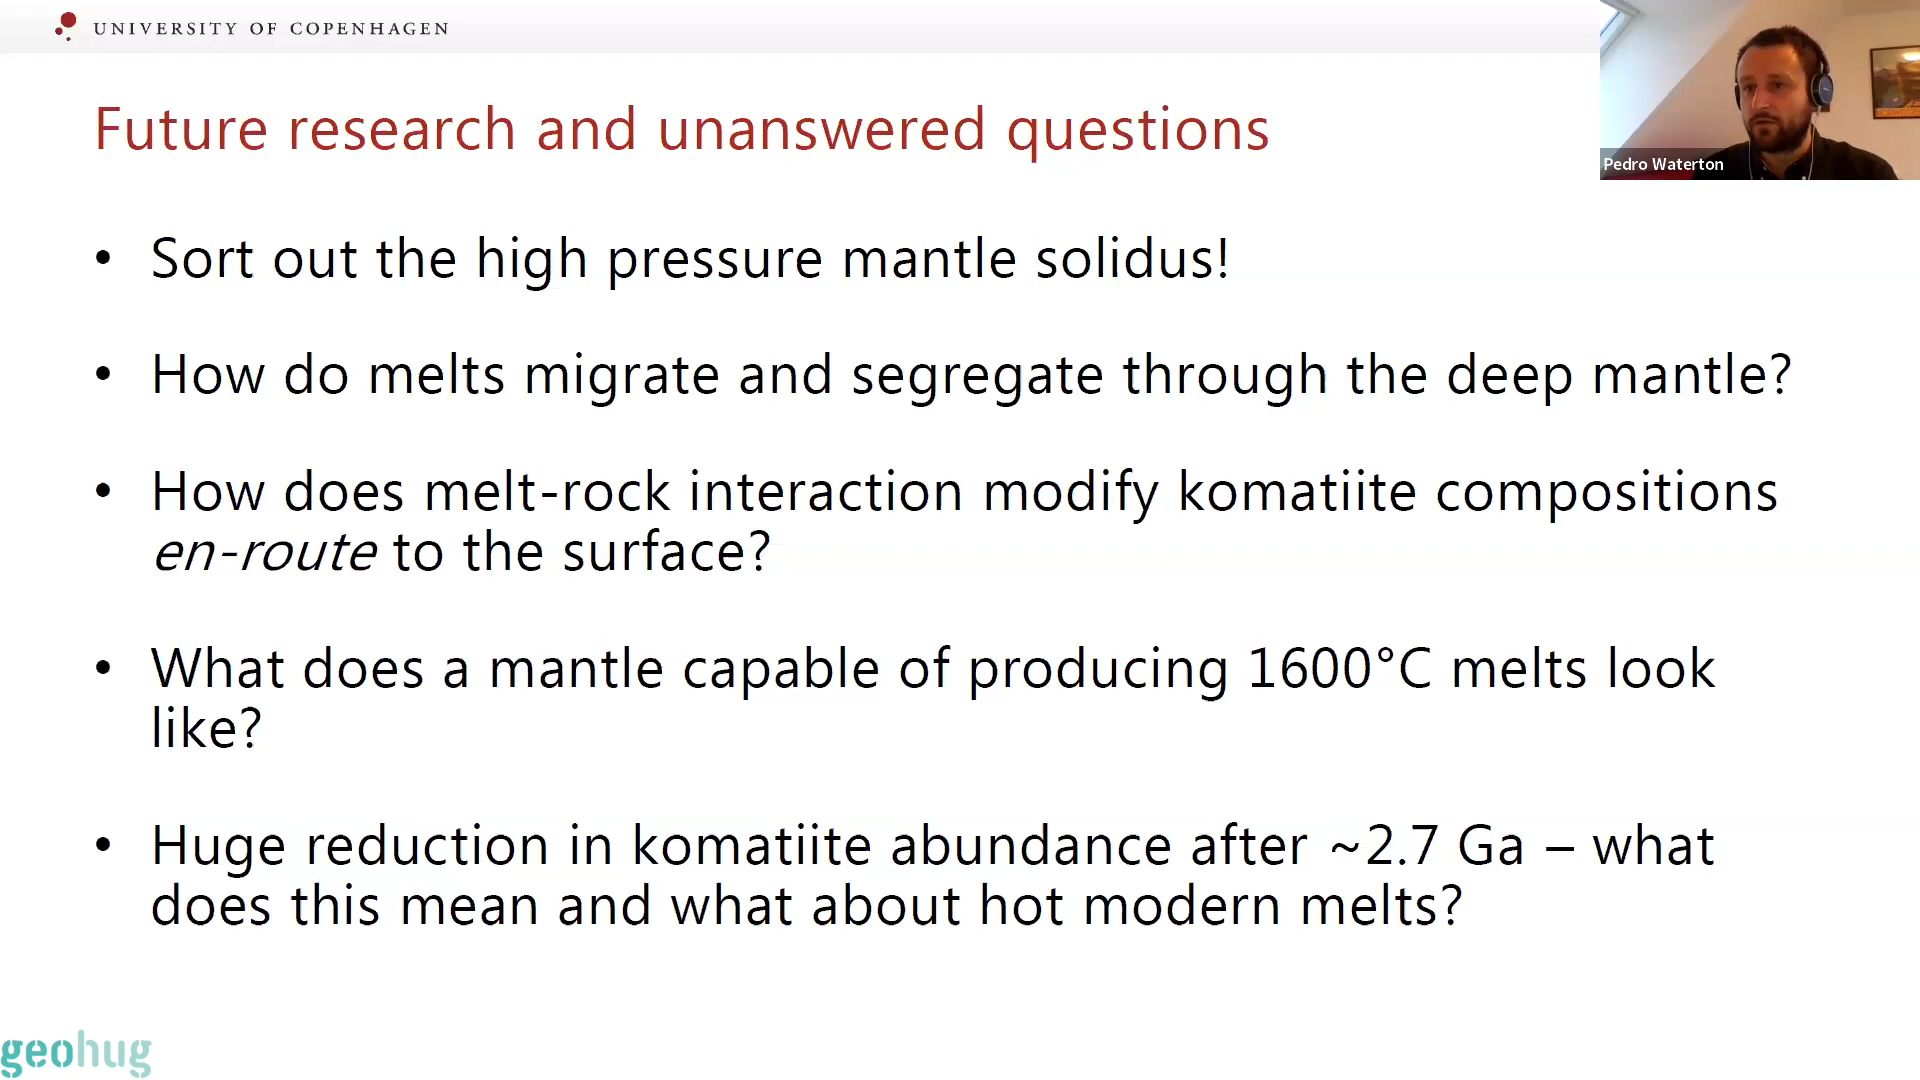 UNIVERSITY OF COPENHAGEN
Pedro Waterton
Future research and unanswered questions
• Sort out the high pressure mantle solidus!
• How do melts migrate and segregate through the deep mantle?
• How does melt-rock interaction modify komatiite compositions
en-route to the surface?
• What does a mantle capable of producing 1600°C melts look
like?
• Huge reduction in komatiite abundance after ~2.7 Ga – what
does this mean and what about hot modern melts?
geohug